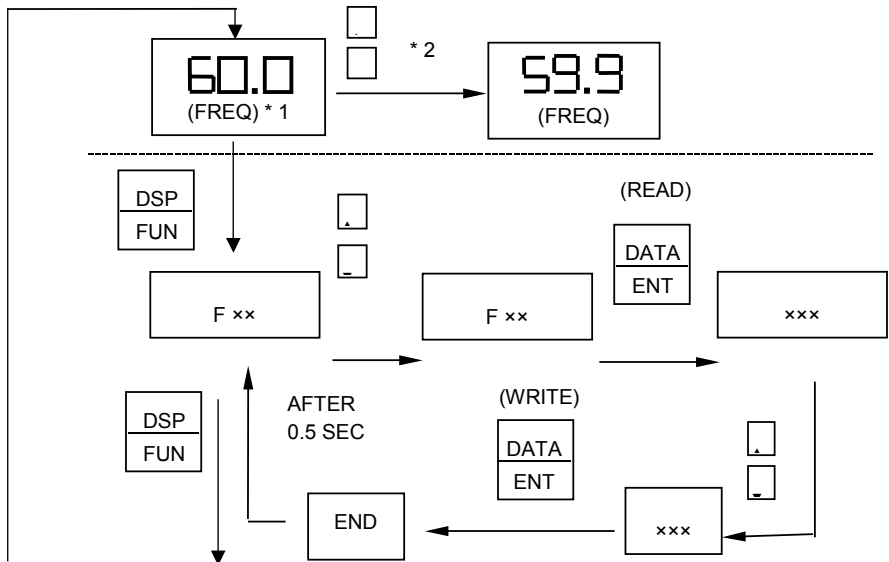 60.0
(FREQ) * 1
* 2
59.9
(FREQ)
DSP
FUN
(READ)
DATA
ENT
F ××
F ××
×××
DSP
FUN
AFTER
0.5 SEC
(WRITE)
DATA
ENT
END
×××